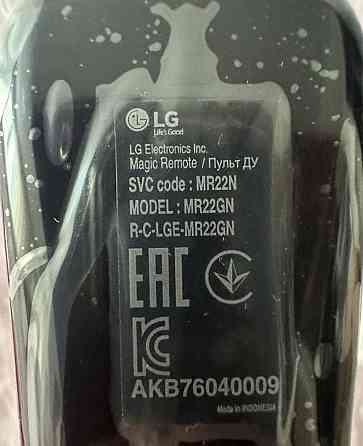 LG
Life's Good
LG Electronics Inc.
Magic Remote / Пульт ДУ
SVC code : MR22N
MODEL : MR22GN
R-C-LGE-MR22GN
EAC
AKB76040009
Made in INDONESIA